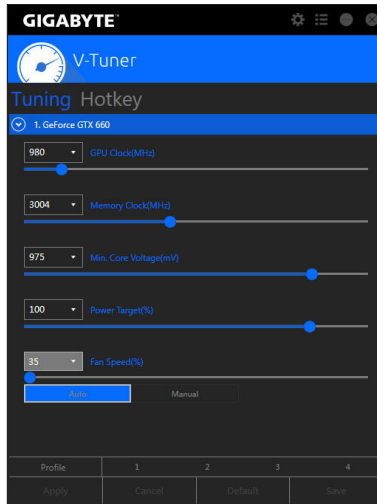 GIGABYTE™
V-Tuner
Tuning Hotkey
1. GeForce GTX 660
980 GPU Clock(MHz)
3004 Memory Clock(MHz)
975 Min. Core Voltage(mV)
100 Power Target(%)
35 Fan Speed(%)
Auto Manual
Profile 1 2 3 4
Apply Cancel Default Save